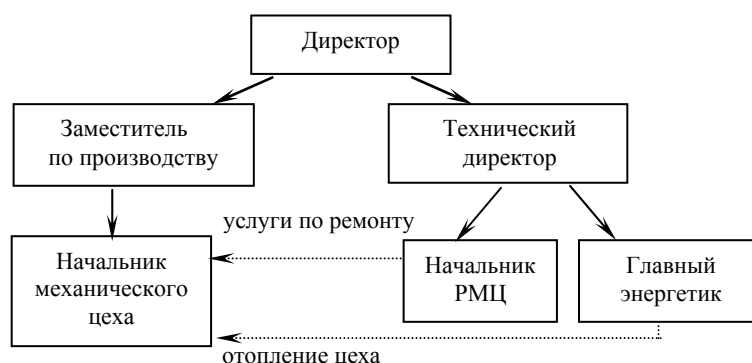 Директор
Заместитель
по производству
Технический
директор
услуги по ремонту
Начальник
механического
цеха
Начальник
РМЦ
Главный
энергетик
отопление цеха